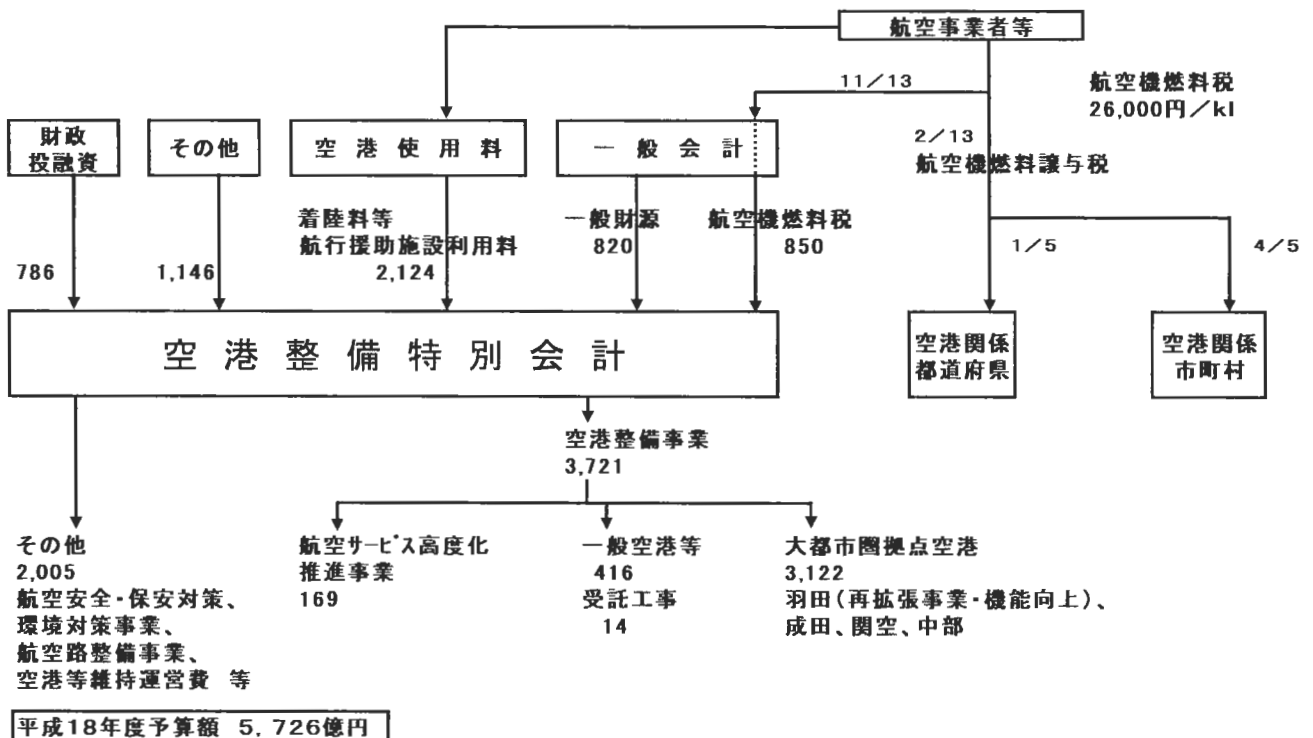 航空事業者等
11/13
航空機燃料税
26,000円/kl
財政
投融資
その他
空港使用料
一般会計
2/13
航空機燃料譲与税
着陸料等
航行援助施設利用料
2,124
一般財源
820
航空機燃料税
850
786
1,146
1/5
4/5
空港整備特別会計
空港関係
都道府県
空港関係
市町村
空港整備事業
3,721
その他
2,005
航空安全・保安対策、
環境対策事業、
航空路整備事業、
空港等維持運営費 等
航空サービス高度化
推進事業
169
一般空港等
416
受託工事
14
大都市圏拠点空港
3,122
羽田(再拡張事業・機能向上)、
成田、関空、中部
平成18年度予算額 5,726億円